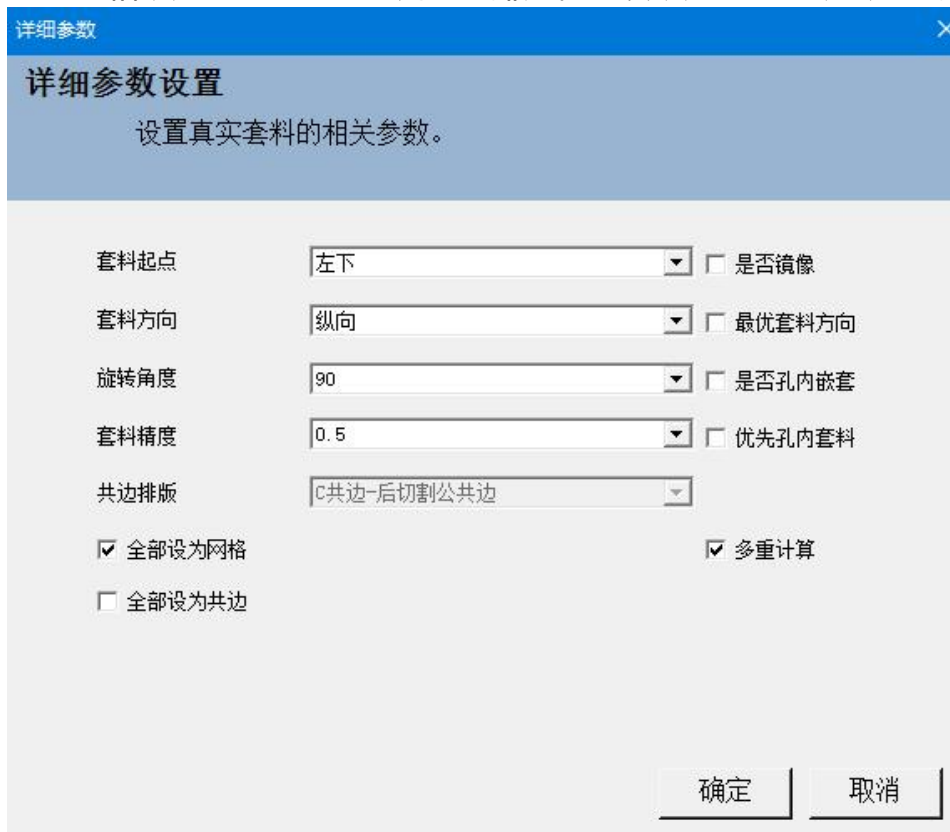 详细参数
详细参数设置
设置真实套料的相关参数。
套料起点 左下 是否镜像
套料方向 纵向 最优套料方向
旋转角度 90 是否孔内嵌套
套料精度 0.5 优先孔内套料
共边排版 C共边-后切割公共边
全部设为网格 多重计算
全部设为共边
确定 取消